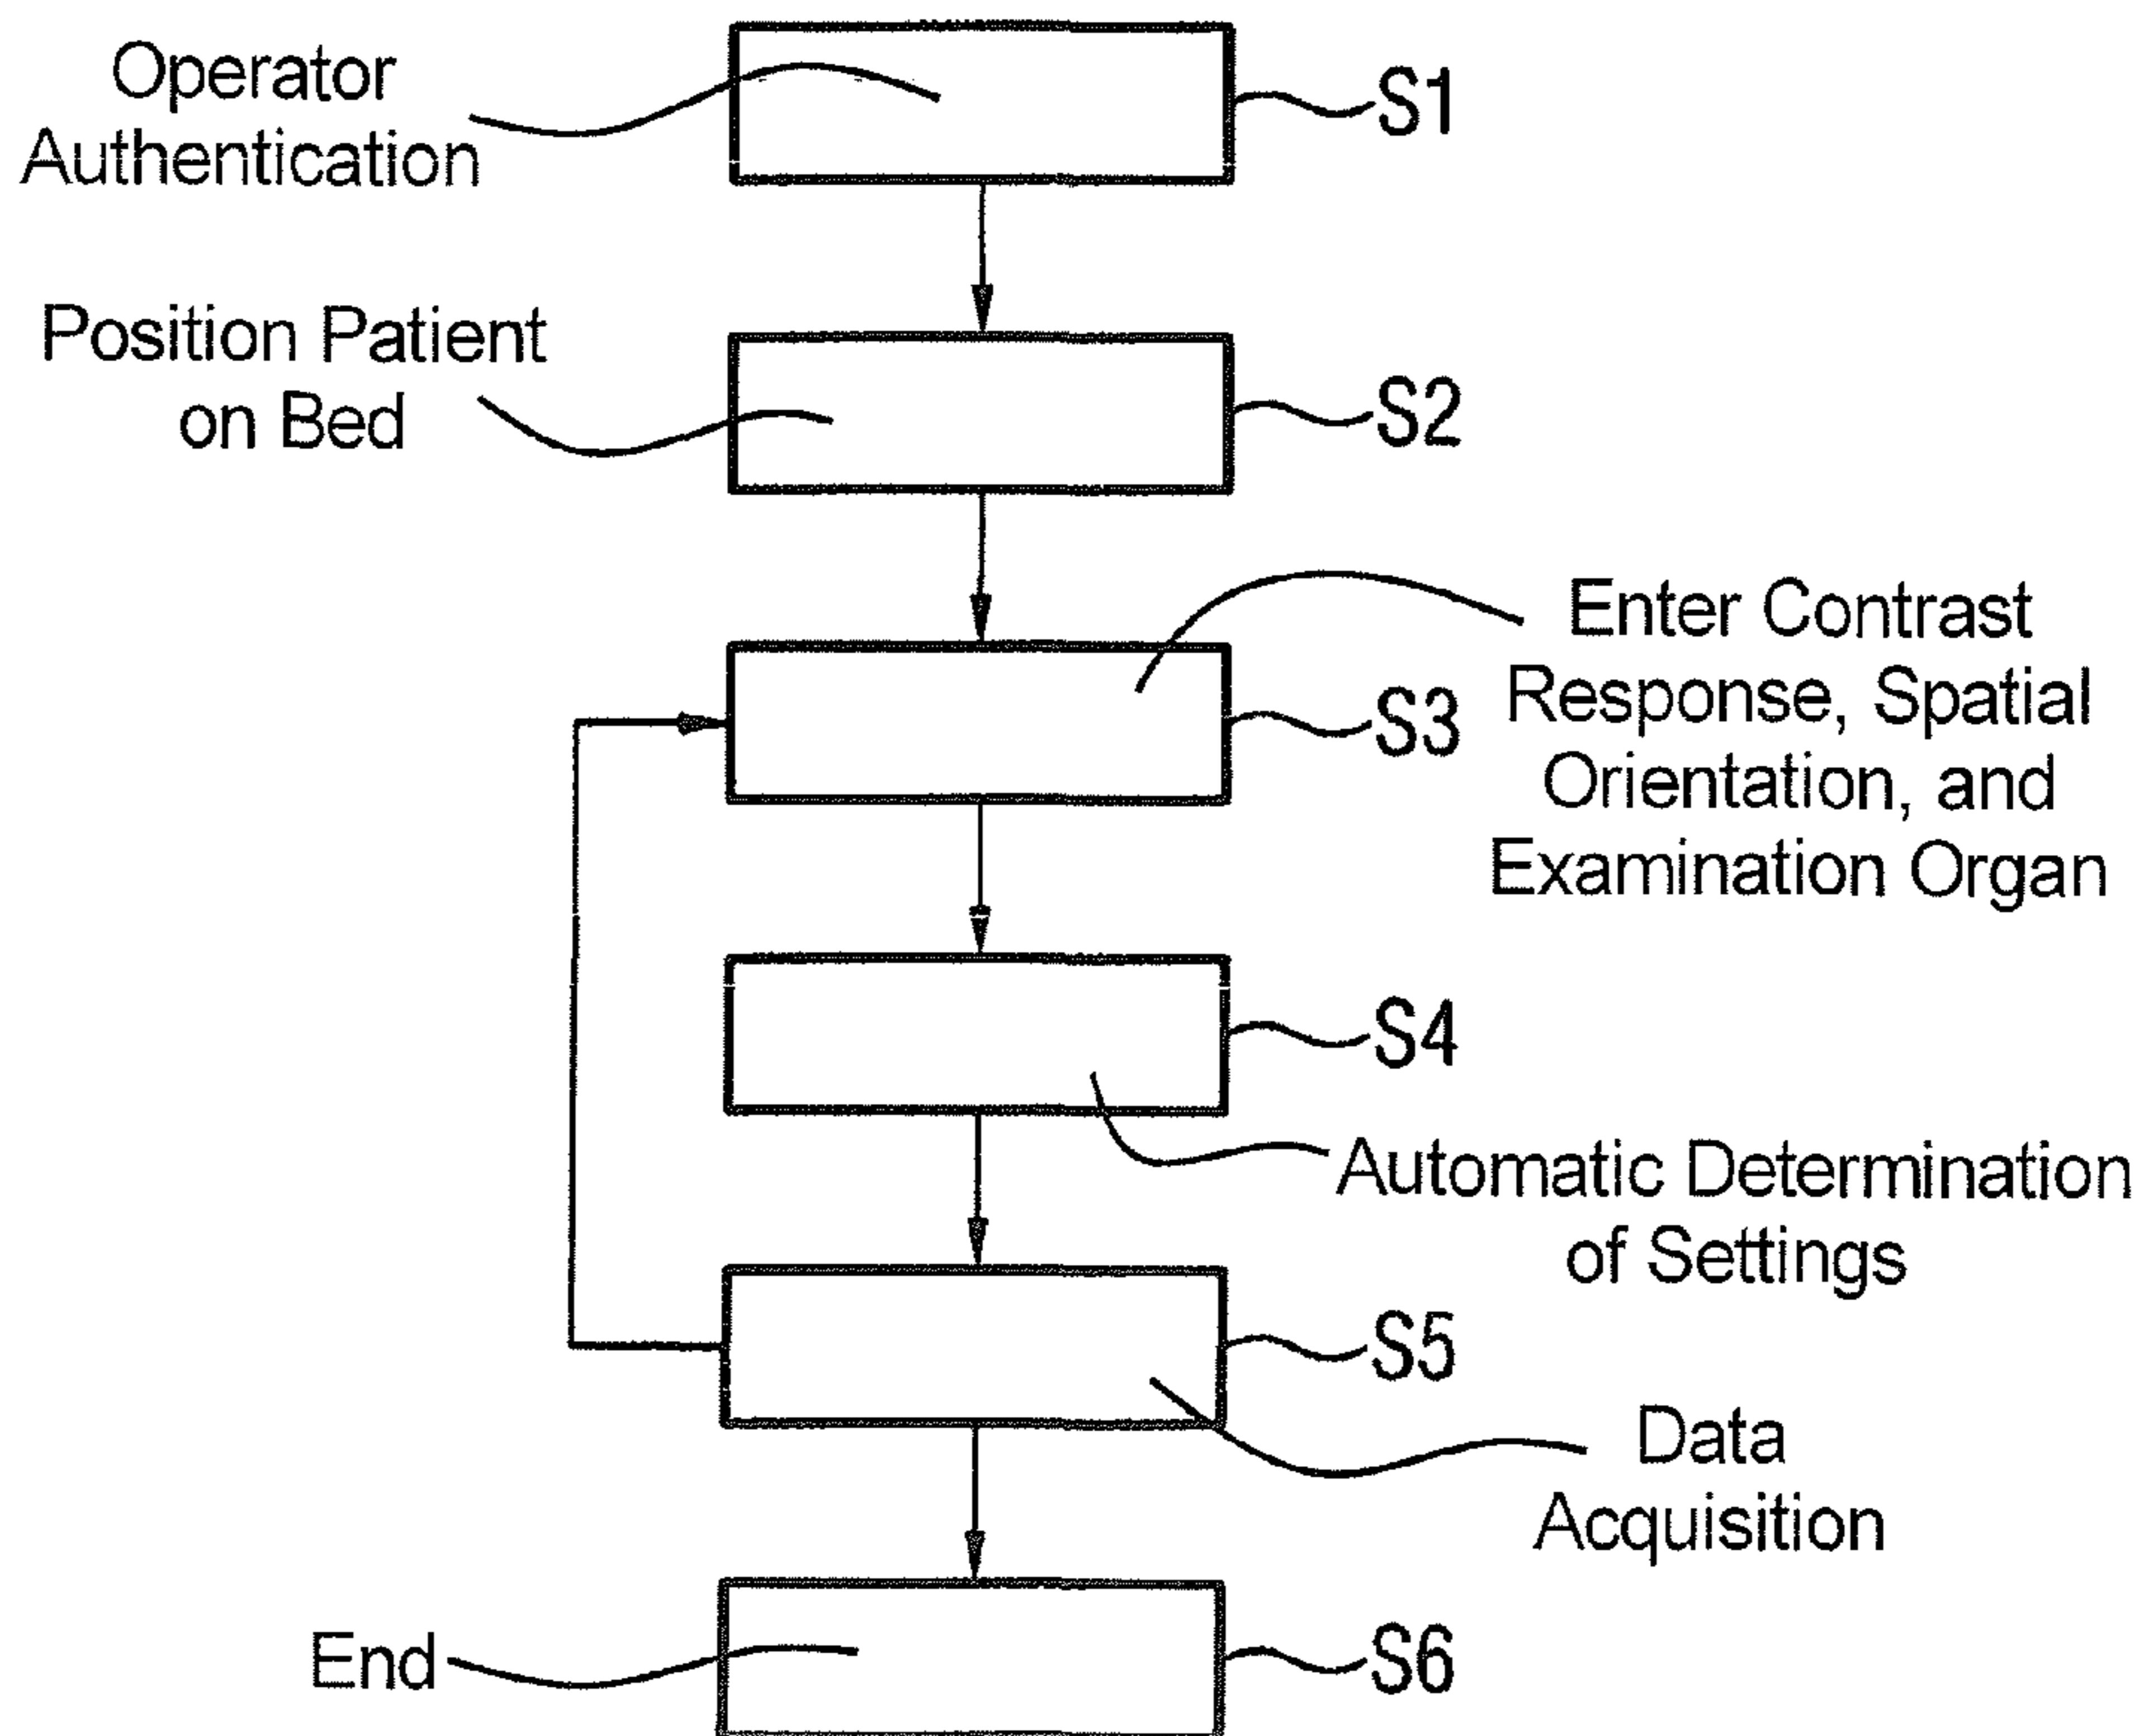 Operator
Authentication
S1
Position Patient
on Bed
S2
Enter Contrast
Response, Spatial
Orientation, and
Examination Organ
S3
S4
Automatic Determination
of Settings
S5
Data
Acquisition
End
S6